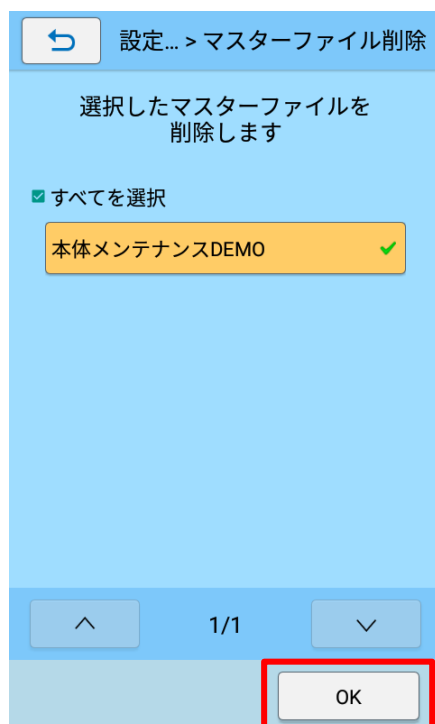 設定... > マスターファイル削除
選択したマスターファイルを
削除します
すべてを選択
本体メンテナンスDEMO
1/1
OK